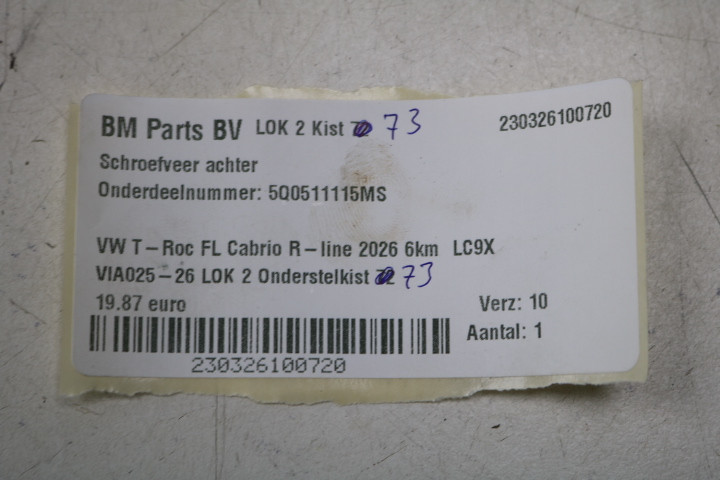 BM Parts BV LOK 2 Kist 73 230326100720
Schroefveer achter
Onderdeelnummer: 5Q0511115MS
VW T-Roc FL Cabrio R-line 2026 6km LC9X
VIA025-26 LOK 2 Onderstelkist 73
19.87 euro Verz: 10
Aantal: 1
230326100720